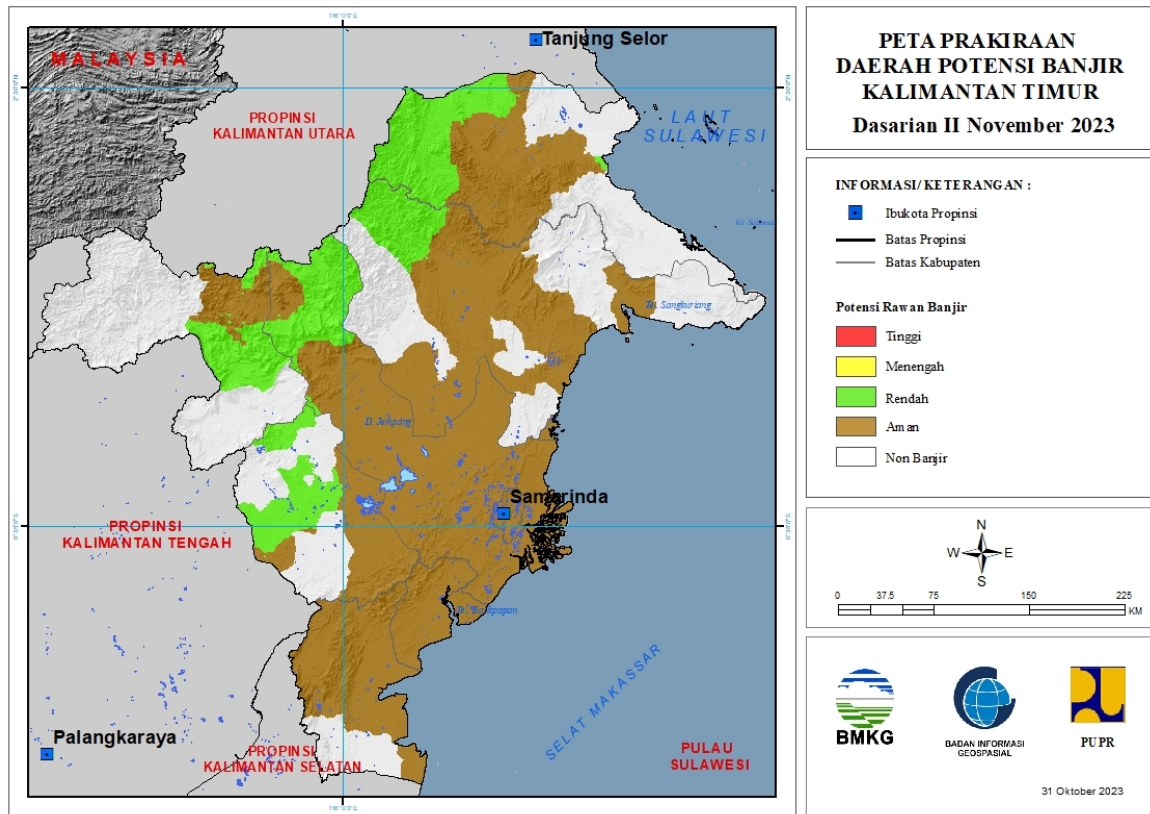 PETA PRAKIRAAN
DAERAH POTENSI BANJIR
KALIMANTAN TIMUR
Dasarian II November 2023
INFORMASI/ KETERANGAN :
Ibukota Propinsi
Batas Propinsi
Batas Kabupaten
Potensi Rawan Banjir
Tinggi
Menengah
Rendah
Aman
Non Banjir
N
W E
S
0 37.5 75 150 225
KM
BMKG
BADAN INFORMASI
GEOSPASIAL
PUPR
31 Oktober 2023
Tanjung Selor
MALAYSIA
PROPINSI
KALIMANTAN UTARA
LAUT
SULAWESI
Tel. Sangkuriang
D. Jempang
Samarinda
PROPINSI
KALIMANTAN TENGAH
SELAT MAKASSAR
Palangkaraya
PROPINSI
KALIMANTAN SELATAN
PULAU
SULAWESI